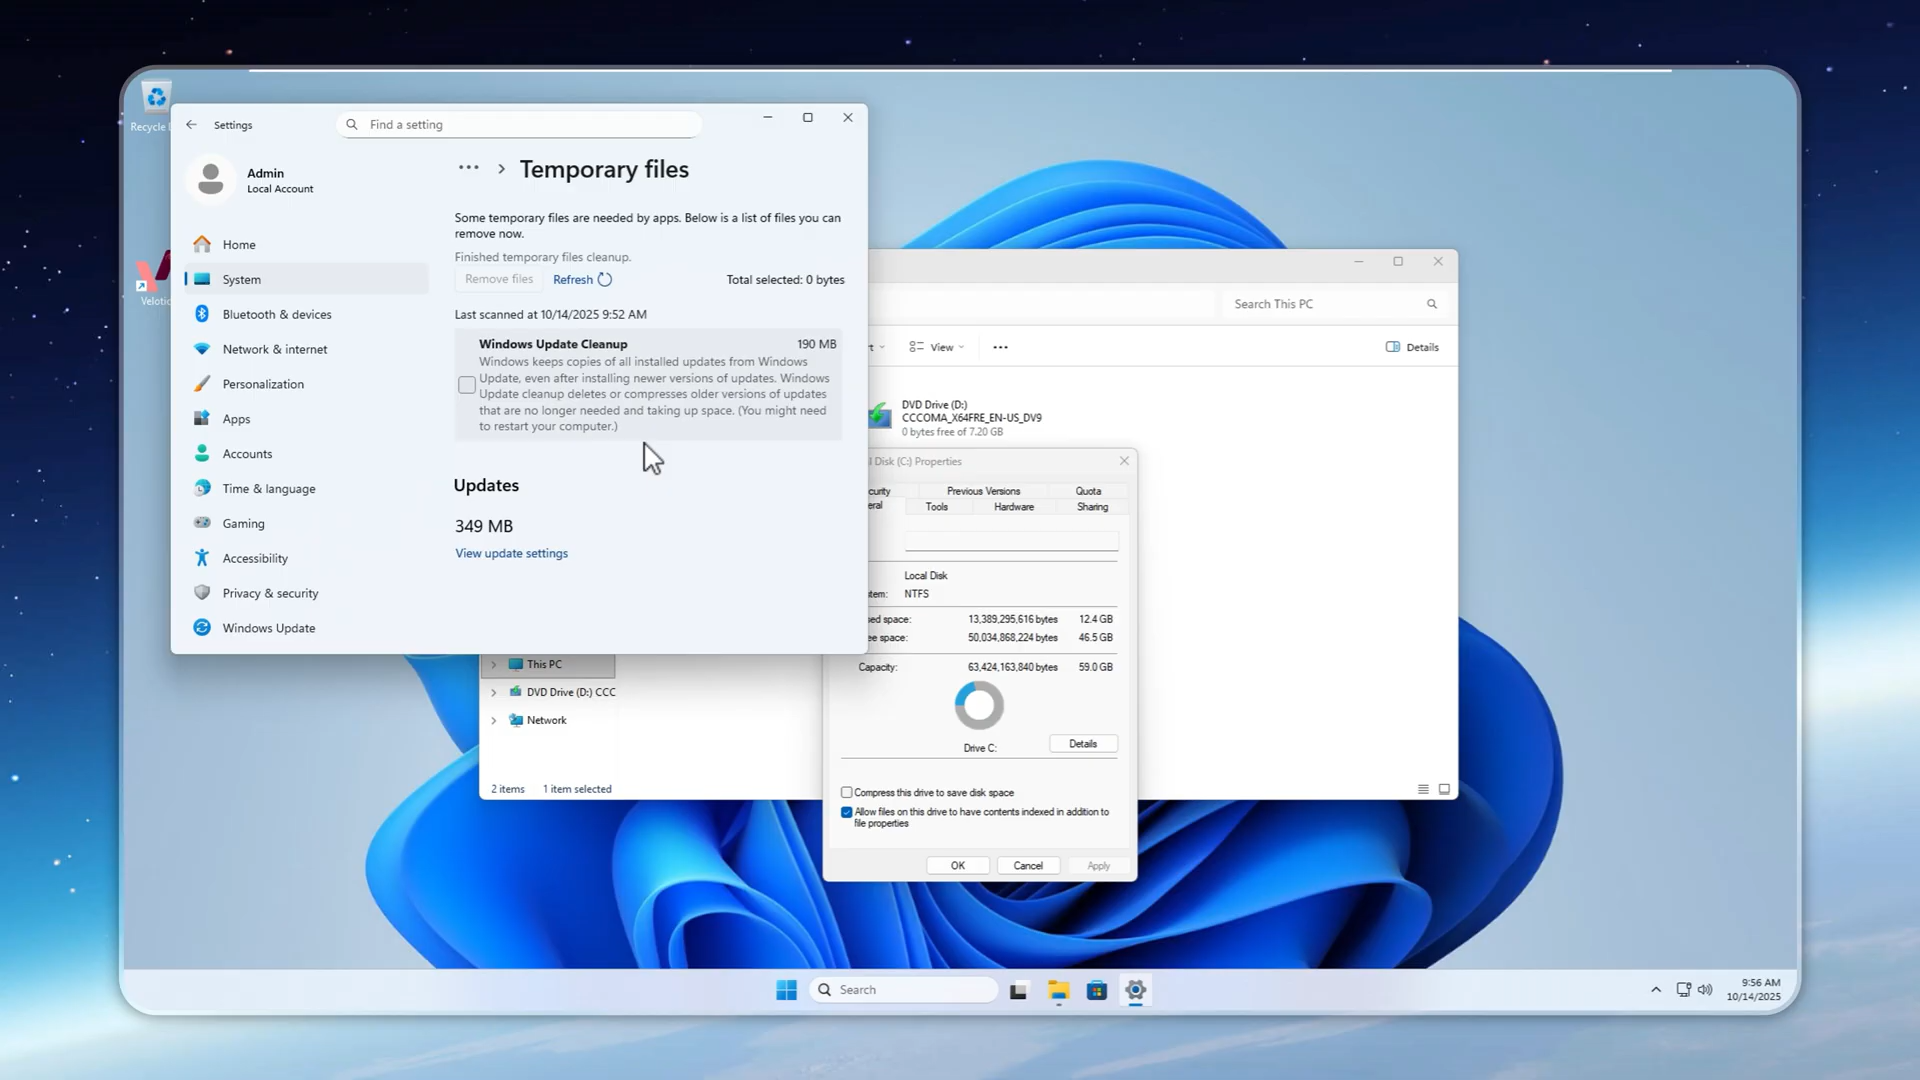 Recycle
Veloti
Settings
Find a setting
Admin
Local Account
Home
System
Bluetooth & devices
Network & internet
Personalization
Apps
Accounts
Time & language
Gaming
Accessibility
Privacy & security
Windows Update
Temporary files
Some temporary files are needed by apps. Below is a list of files you can
remove now.
Finished temporary files cleanup.
Remove files
Refresh
Total selected: 0 bytes
Last scanned at 10/14/2025 9:52 AM
Windows Update Cleanup 190 MB
Windows keeps copies of all installed updates from Windows
Update, even after installing newer versions of updates. Windows
Update cleanup deletes or compresses older versions of updates
that are no longer needed and taking up space. (You might need
to restart your computer.)
Updates
349 MB
View update settings
Search This PC
View
Details
DVD Drive (D:)
CCCOMA_X64FRE_EN-US_DV9
0 bytes free of 7.20 GB
This PC
DVD Drive (D:) CCC
Network
2 items 1 item selected
l Disk (C:) Properties
curity Previous Versions Quota
eral Tools Hardware Sharing
Local Disk
tem: NTFS
sed space: 13,389,295,616 bytes 12.4 GB
ee space: 50,034,868,224 bytes 46.5 GB
Capacity: 63,424,163,840 bytes 59.0 GB
Drive C:
Details
Compress this drive to save disk space
Allow files on this drive to have contents indexed in addition to
file properties
OK Cancel Apply
Search
9:56 AM
10/14/2025